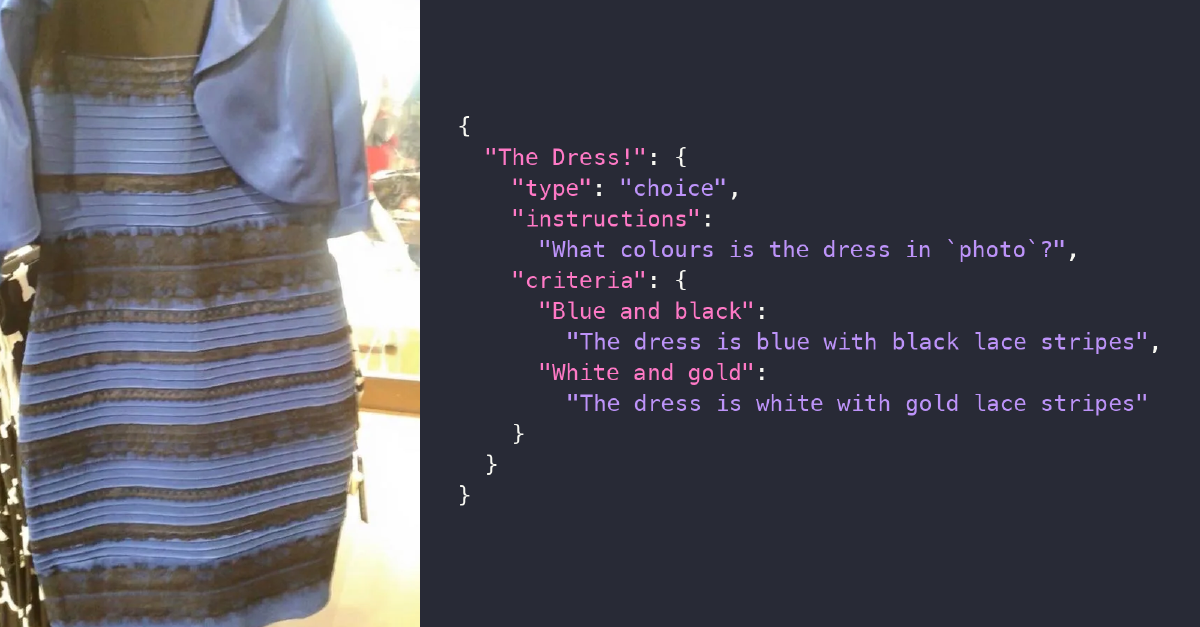 {
"The Dress!": {
"type": "choice",
"instructions":
"What colours is the dress in `photo`?",
"criteria": {
"Blue and black":
"The dress is blue with black lace stripes",
"White and gold":
"The dress is white with gold lace stripes"
}
}
}